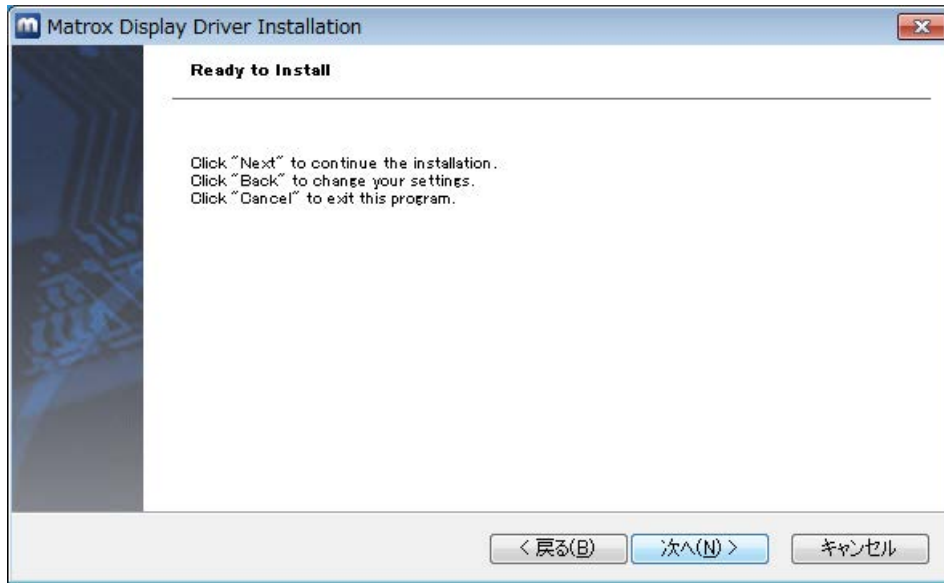 Matrox Display Driver Installation
Ready to Install
Click "Next" to continue the installation.
Click "Back" to change your settings.
Click "Cancel" to exit this program.
< 戻る(B)
次へ(N) >
キャンセル